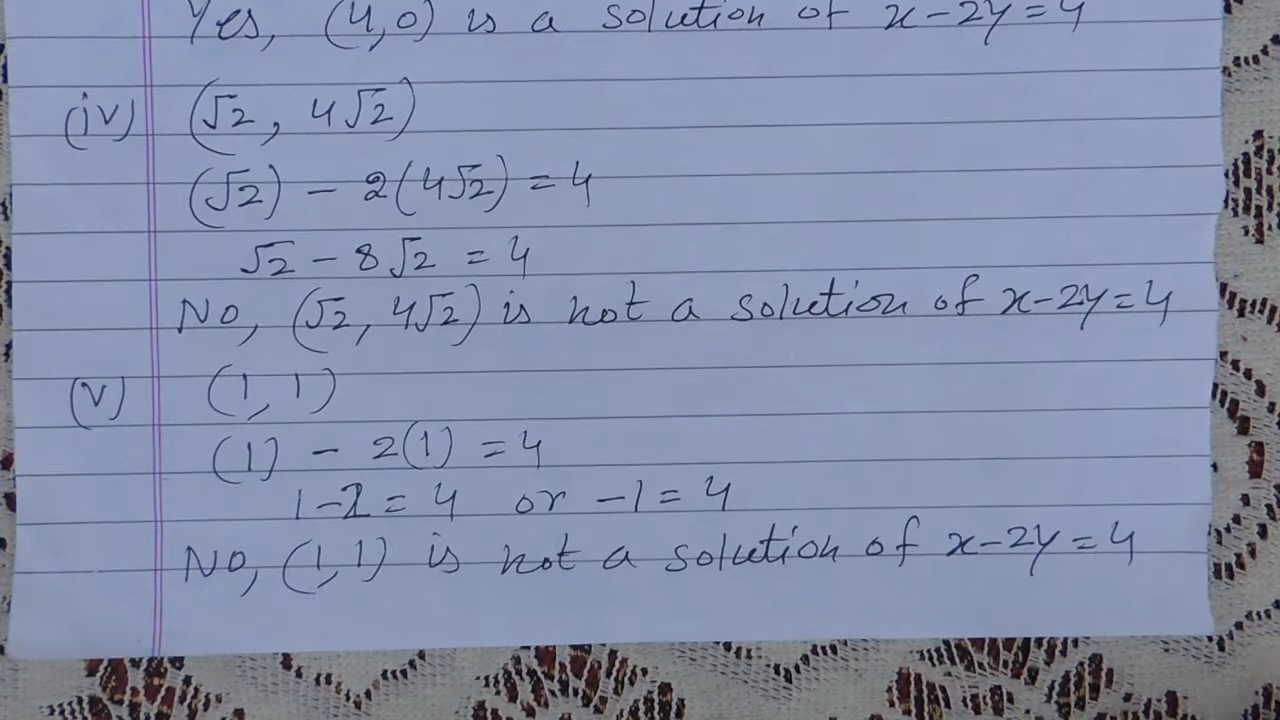 Yes, (4,0) is a solution of x-2y=4
(iv) (√2, 4√2)
(√2) - 2(4√2) = 4
√2 - 8√2 = 4
No, (√2, 4√2) is not a solution of x-2y=4
(v) (1, 1)
(1) - 2(1) = 4
1-2 = 4 or -1 = 4
No, (1,1) is not a solution of x-2y=4